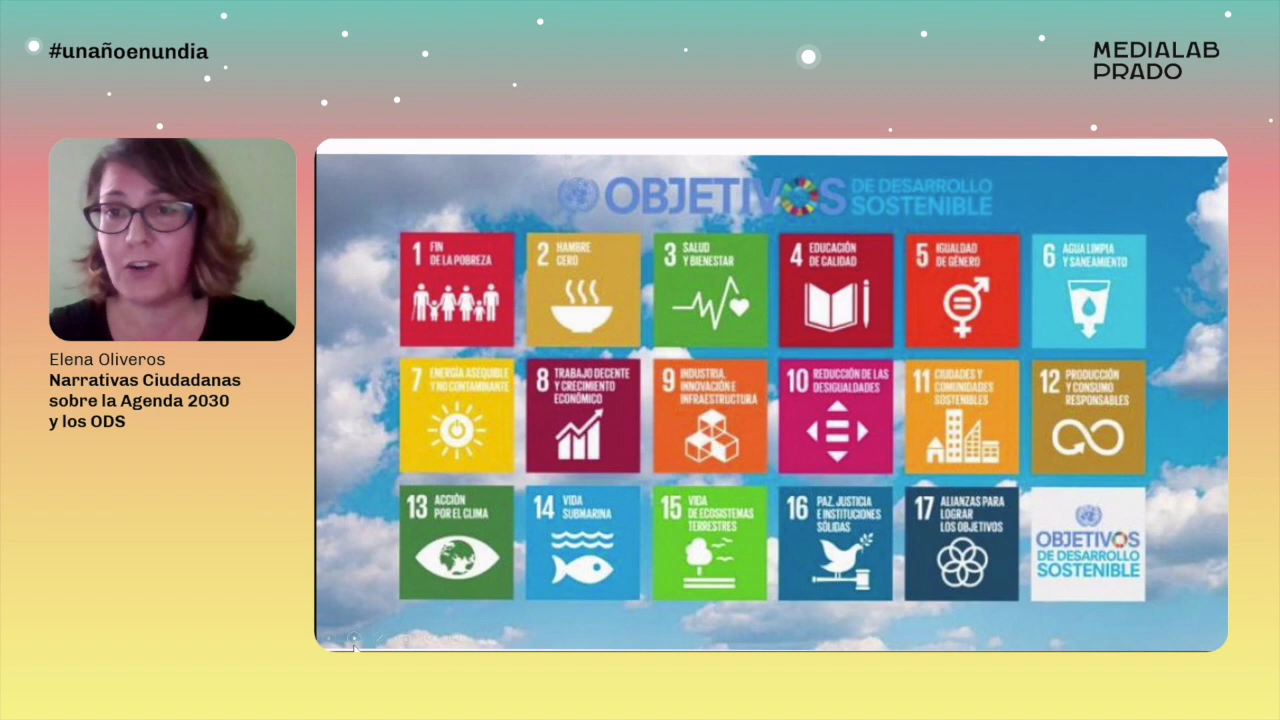 #unañoenundia
MEDIALAB
PRADO
Elena Oliveros
Narrativas Ciudadanas
sobre la Agenda 2030
y los ODS
OBJETIVOS DE DESARROLLO
SOSTENIBLE
1 FIN
DE LA POBREZA
2 HAMBRE
CERO
3 SALUD
Y BIENESTAR
4 EDUCACIÓN
DE CALIDAD
5 IGUALDAD
DE GÉNERO
6 AGUA LIMPIA
Y SANEAMIENTO
7 ENERGÍA ASEQUIBLE
Y NO CONTAMINANTE
8 TRABAJO DECENTE
Y CRECIMIENTO
ECONÓMICO
9 INDUSTRIA,
INNOVACIÓN E
INFRAESTRUCTURA
10 REDUCCIÓN DE LAS
DESIGUALDADES
11 CIUDADES Y
COMUNIDADES
SOSTENIBLES
12 PRODUCCIÓN
Y CONSUMO
RESPONSABLES
13 ACCIÓN
POR EL CLIMA
14 VIDA
SUBMARINA
15 VIDA
DE ECOSISTEMAS
TERRESTRES
16 PAZ, JUSTICIA
E INSTITUCIONES
SÓLIDAS
17 ALIANZAS PARA
LOGRAR
LOS OBJETIVOS
OBJETIVOS
DE DESARROLLO
SOSTENIBLE